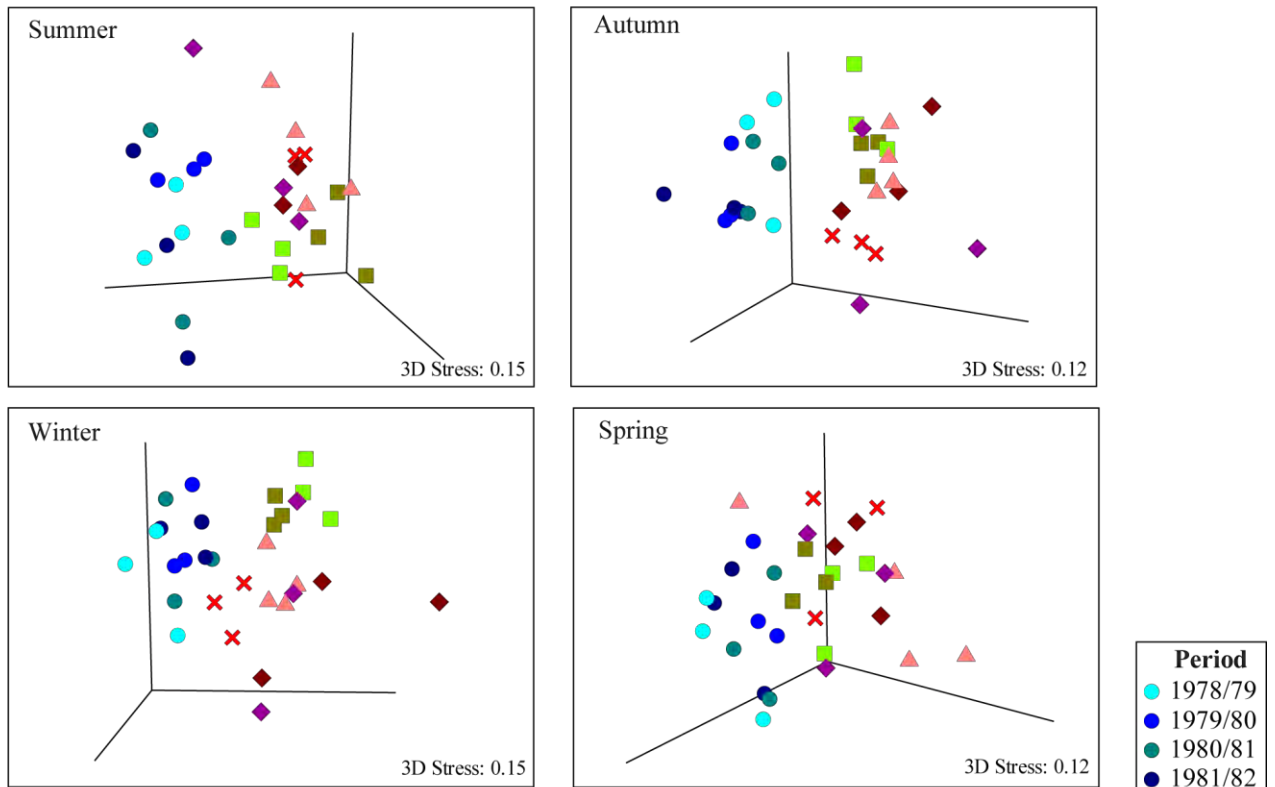 Summer
3D Stress: 0.15
Autumn
3D Stress: 0.12
Winter
3D Stress: 0.15
Spring
3D Stress: 0.12
Period
1978/79
1979/80
1980/81
1981/82